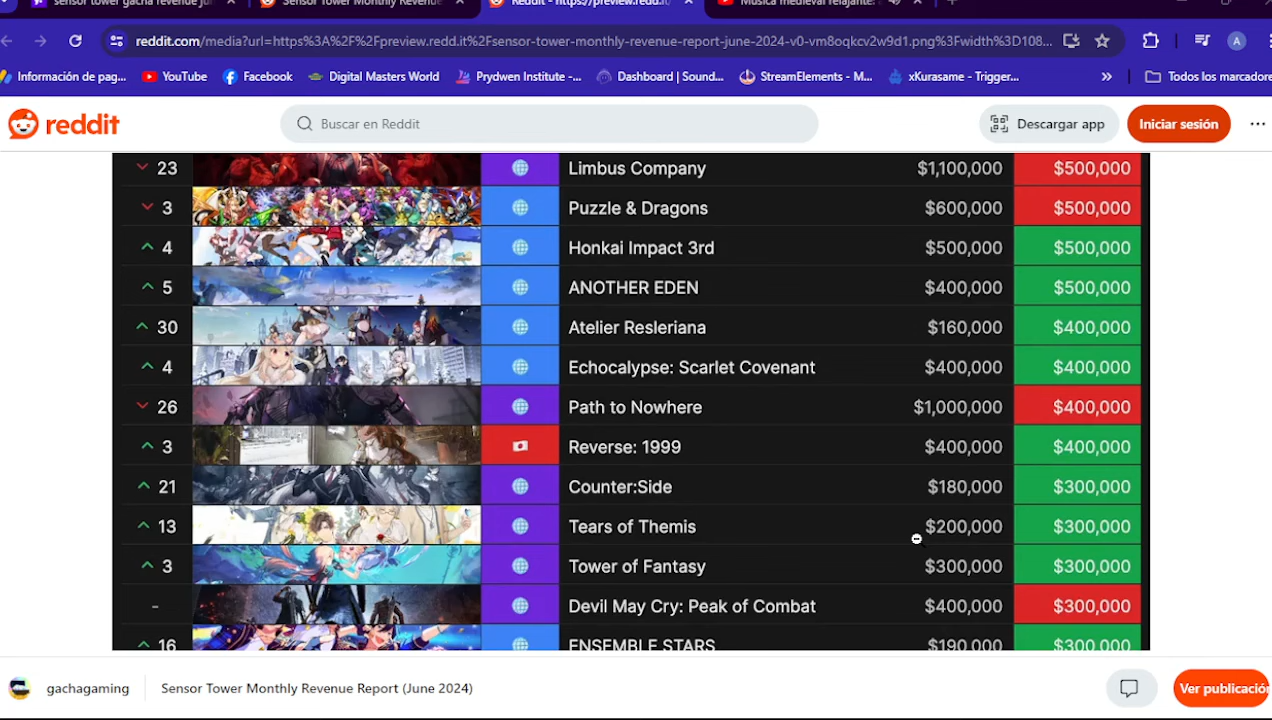 sensor tower gacha revenue ju
Sensor Tower Monthly Revenue
Reddit - https://preview.redd.it
Música medieval relajante:
reddit.com/media?url=https%3A%2F%2Fpreview.redd.it%2Fsensor-tower-monthly-revenue-report-june-2024-v0-vm8oqkcv2w9d1.png%3Fwidth%3D108...
A
Información de pag...
YouTube
Facebook
Digital Masters World
Prydwen Institute -...
Dashboard | Sound...
StreamElements - M...
xKurasame - Trigger...
»
Todos los marcadore
reddit
Buscar en Reddit
Descargar app
Iniciar sesión
23 Limbus Company $1,100,000 $500,000
3 Puzzle & Dragons $600,000 $500,000
4 Honkai Impact 3rd $500,000 $500,000
5 ANOTHER EDEN $400,000 $500,000
30 Atelier Resleriana $160,000 $400,000
4 Echocalypse: Scarlet Covenant $400,000 $400,000
26 Path to Nowhere $1,000,000 $400,000
3 Reverse: 1999 $400,000 $400,000
21 Counter:Side $180,000 $300,000
13 Tears of Themis $200,000 $300,000
3 Tower of Fantasy $300,000 $300,000
- Devil May Cry: Peak of Combat $400,000 $300,000
16 ENSEMBLE STARS $190,000 $300,000
gachagaming
Sensor Tower Monthly Revenue Report (June 2024)
Ver publicación